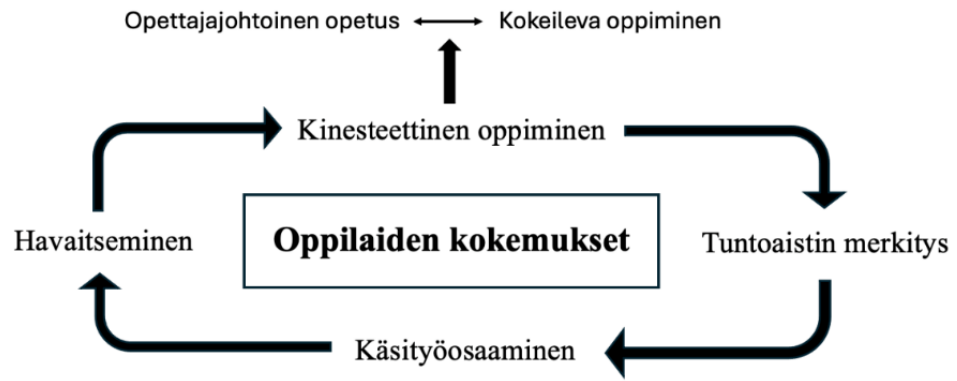 Opettajajohtoinen opetus
Kokeileva oppiminen
Kinesteettinen oppiminen
Havaitseminen
Oppilaiden kokemukset
Tuntoaistin merkitys
Käsityöosaaminen